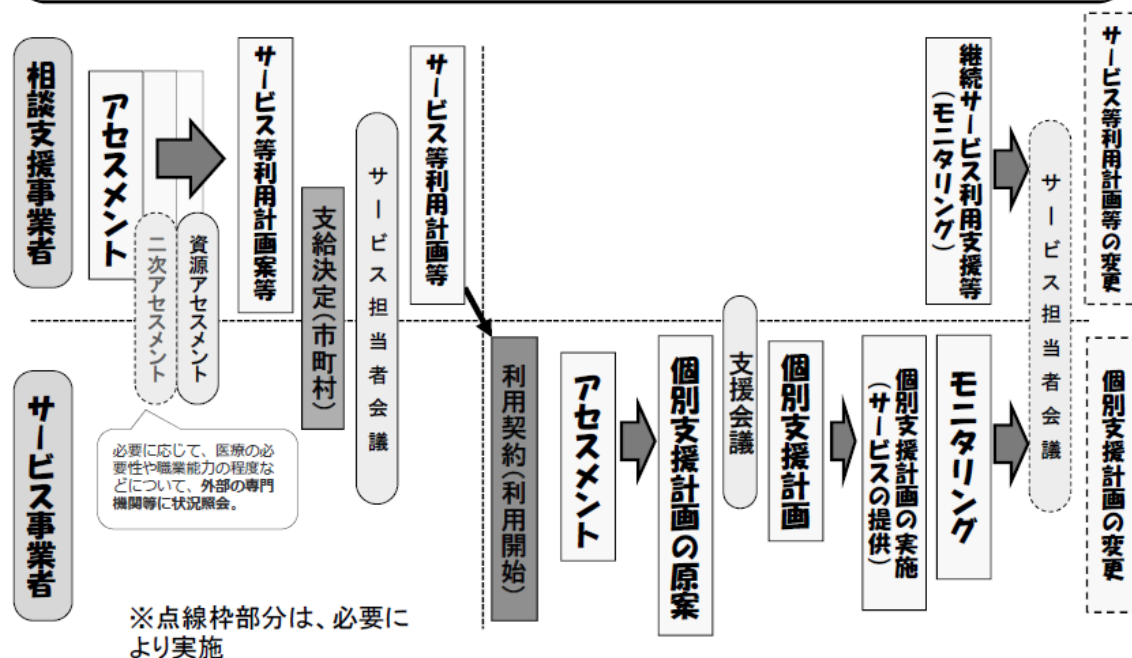 相談支援事業者
アセスメント
二次アセスメント
資源アセスメント
サービス等利用計画案等
支給決定(市町村)
サービス担当者会議
サービス等利用計画等
継続サービス利用支援等
(モニタリング)
サービス担当者会議
サービス等利用計画等の変更
サービス事業者
必要に応じて、医療の必
要性や職業能力の程度な
どについて、外部の専門
機関等に状況照会。
利用契約(利用開始)
アセスメント
個別支援計画の原案
支援会議
個別支援計画
個別支援計画の実施
(サービスの提供)
モニタリング
個別支援計画の変更
※点線枠部分は、必要に
より実施